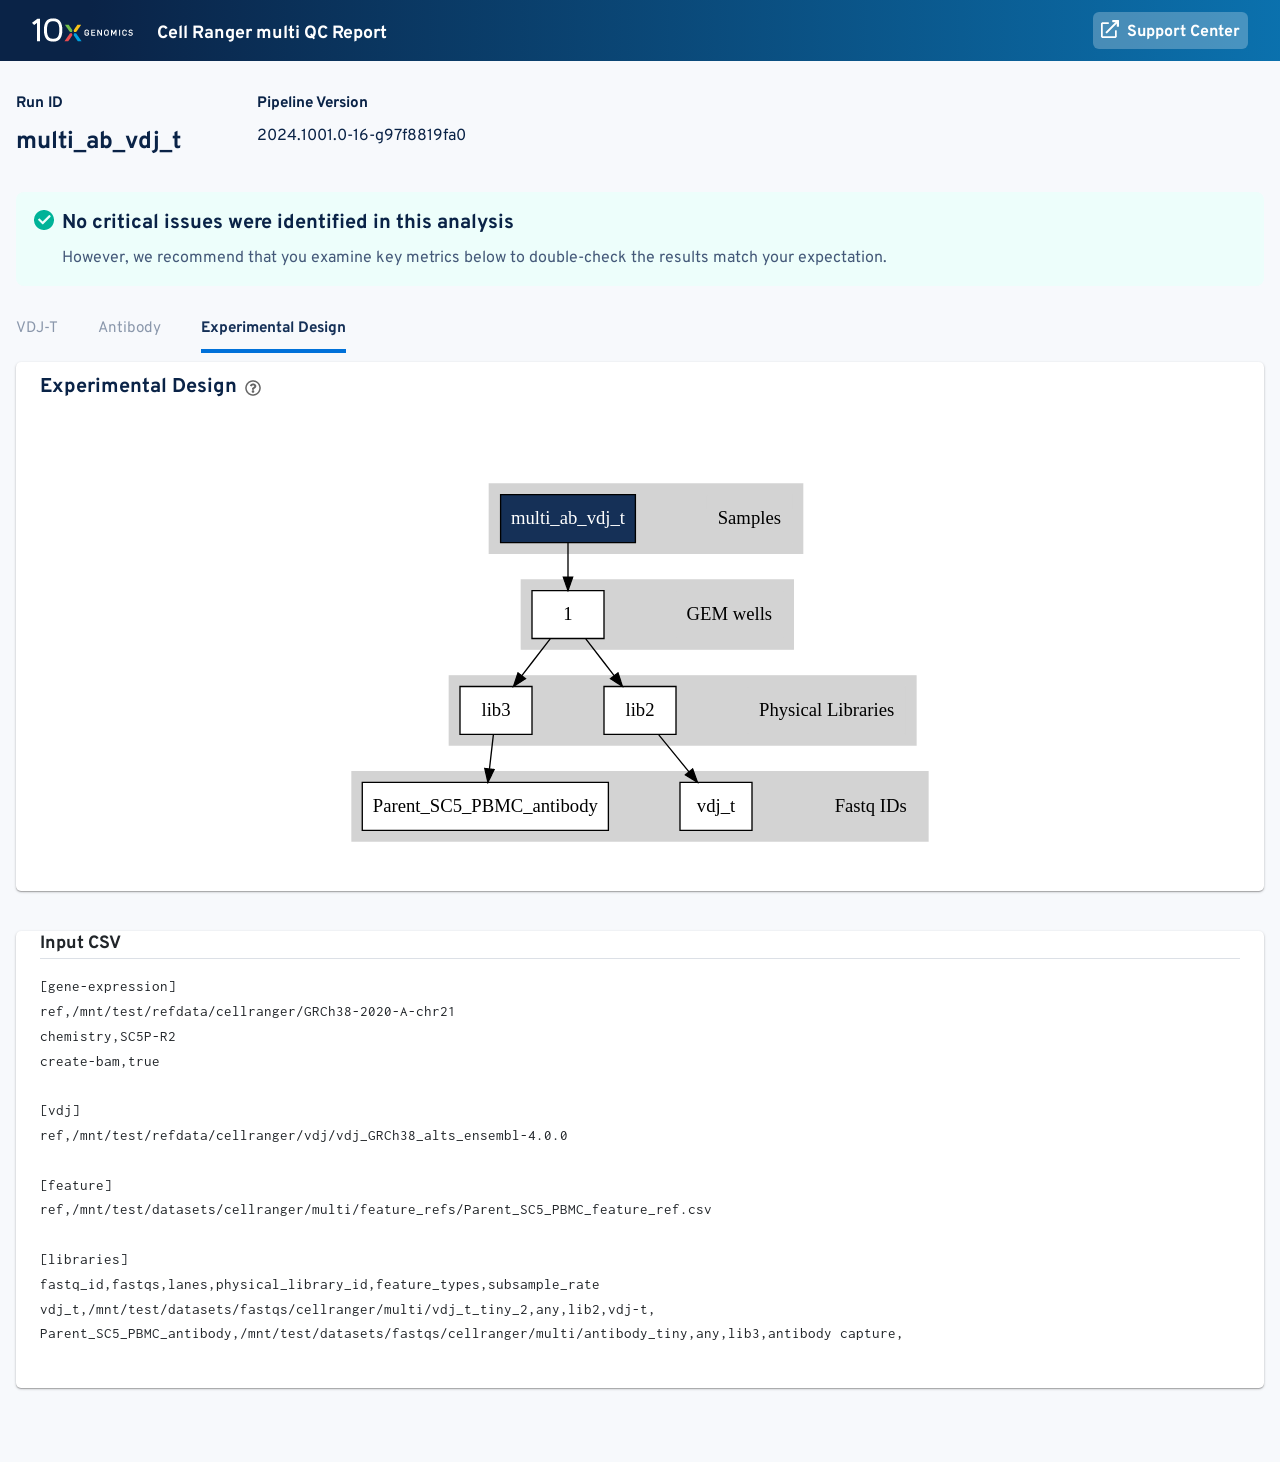 10X GENOMICS Cell Ranger multi QC Report Support Center
Run ID Pipeline Version
multi_ab_vdj_t 2024.1001.0-16-g97f8819fa0
No critical issues were identified in this analysis
However, we recommend that you examine key metrics below to double-check the results match your expectation.
VDJ-T Antibody Experimental Design
Experimental Design ?
multi_ab_vdj_t Samples
1 GEM wells
lib3 lib2 Physical Libraries
Parent_SC5_PBMC_antibody vdj_t Fastq IDs
Input CSV
[gene-expression]
ref,/mnt/test/refdata/cellranger/GRCh38-2020-A-chr21
chemistry,SC5P-R2
create-bam,true
[vdj]
ref,/mnt/test/refdata/cellranger/vdj/vdj_GRCh38_alts_ensembl-4.0.0
[feature]
ref,/mnt/test/datasets/cellranger/multi/feature_refs/Parent_SC5_PBMC_feature_ref.csv
[libraries]
fastq_id,fastqs,lanes,physical_library_id,feature_types,subsample_rate
vdj_t,/mnt/test/datasets/fastqs/cellranger/multi/vdj_t_tiny_2,any,lib2,vdj-t,
Parent_SC5_PBMC_antibody,/mnt/test/datasets/fastqs/cellranger/multi/antibody_tiny,any,lib3,antibody capture,